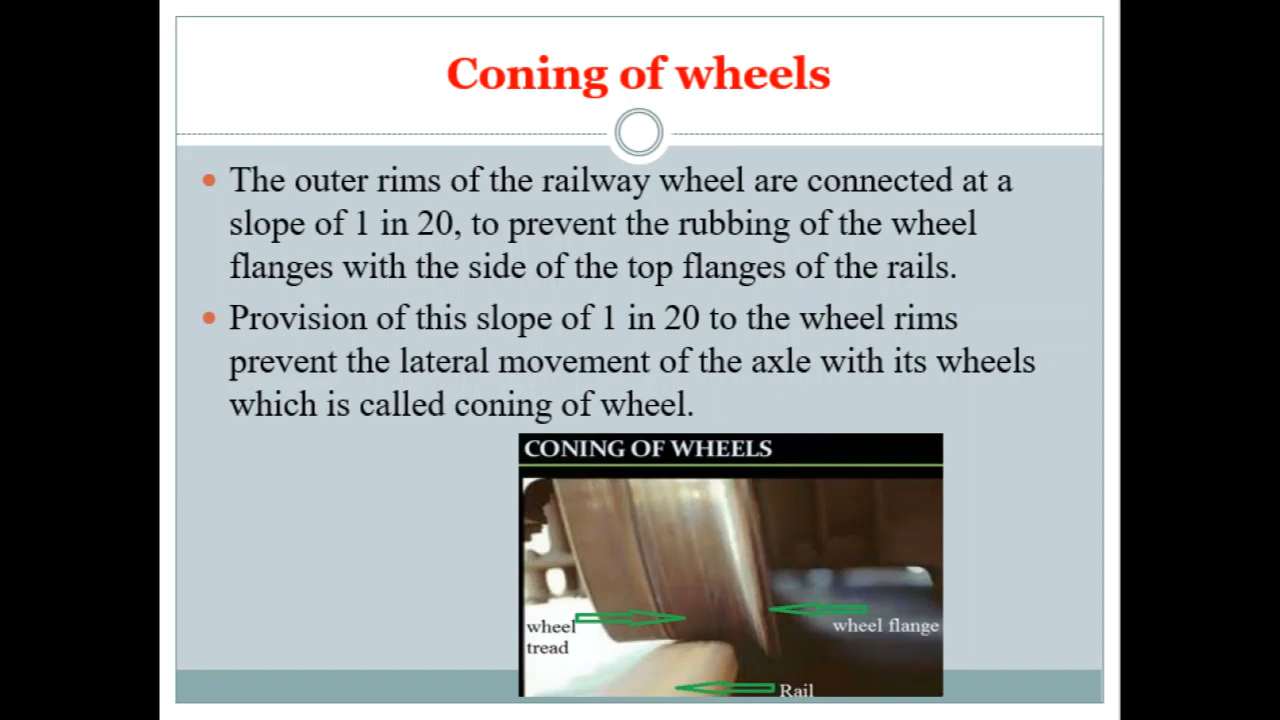 Coning of wheels
The outer rims of the railway wheel are connected at a
slope of 1 in 20, to prevent the rubbing of the wheel
flanges with the side of the top flanges of the rails.
Provision of this slope of 1 in 20 to the wheel rims
prevent the lateral movement of the axle with its wheels
which is called coning of wheel.
CONING OF WHEELS
wheel
tread
wheel flange
Rail